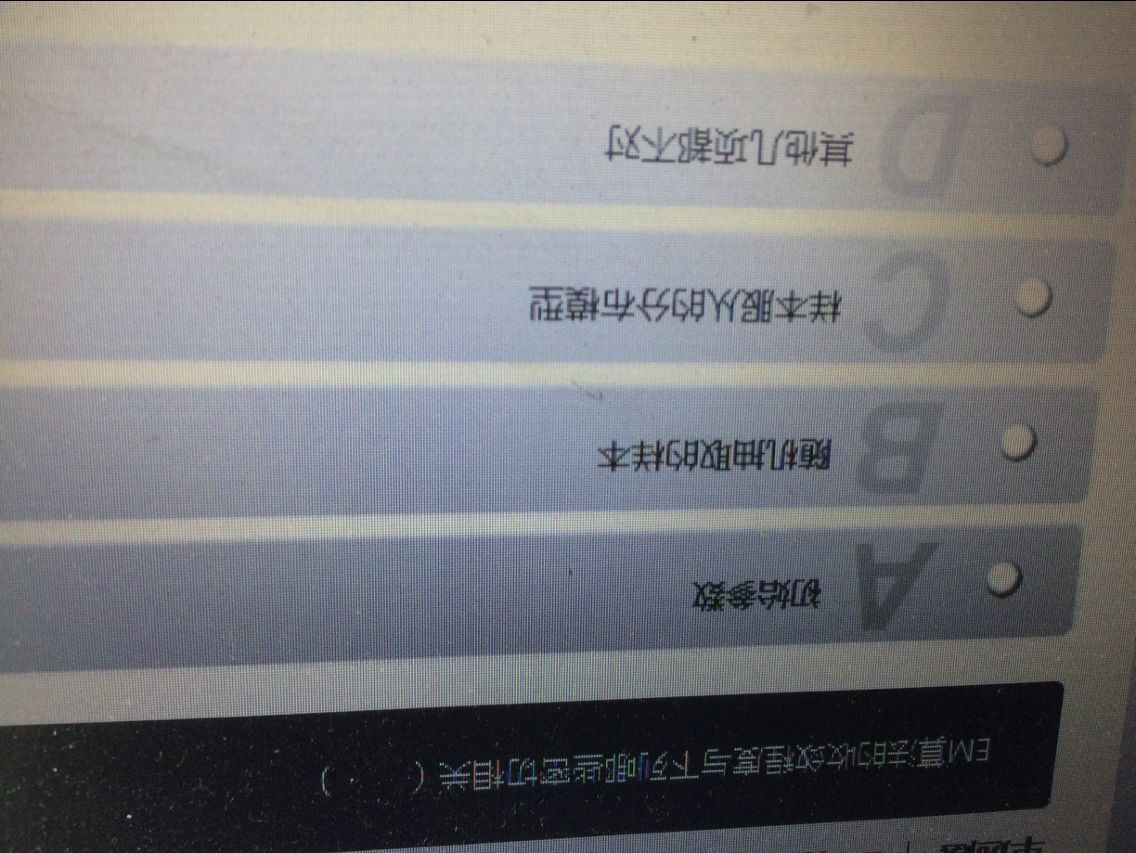 EM算法的收敛程度与下列哪些密切相关（ ）
A 初始参数
B 随机抽取的样本
C 样本服从的分布模型
D 其他几项都不对